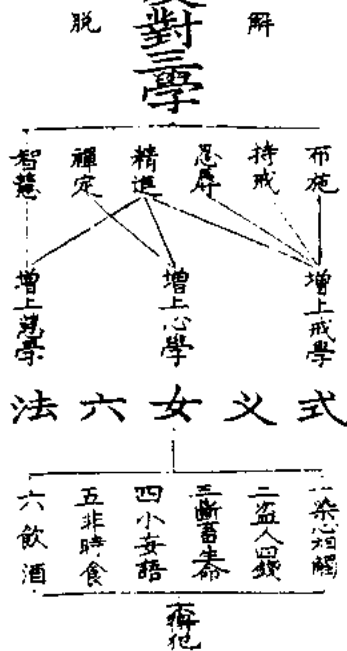 解脫
對三學
布施
持戒
忍辱
精進
禪定
智慧
增上戒學
增上心學
增上慧學
式义女六法
一染心相觸
二盜人四錢
三斷畜生命
四小妄語
五非時食
六飲酒
犯